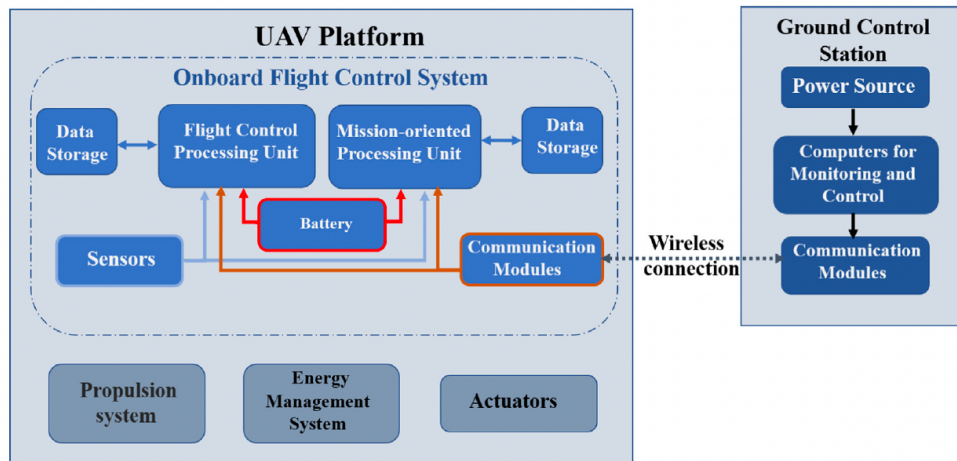 UAV Platform
Onboard Flight Control System
Data
Storage
Flight Control
Processing Unit
Mission-oriented
Processing Unit
Data
Storage
Battery
Sensors
Communication
Modules
Propulsion
system
Energy
Management
System
Actuators
Wireless
connection
Ground Control
Station
Power Source
Computers for
Monitoring and
Control
Communication
Modules